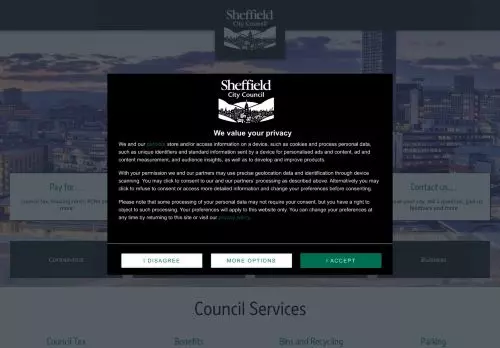 Sheffield
City Council
Sheffield
City Council
We value your privacy
We and our partners store and/or access information on a device, such as cookies and process personal data,
such as unique identifiers and standard information sent by a device for personalised ads and content, ad and
content measurement, and audience insights, as well as to develop and improve products.
With your permission we and our partners may use precise geolocation data and identification through device
scanning. You may click to consent to our and our partners' processing as described above. Alternatively you may
click to refuse to consent or access more detailed information and change your preferences before consenting.
Please note that some processing of your personal data may not require your consent, but you have a right to
object to such processing. Your preferences will apply to this website only. You can change your preferences at
any time by returning to this site or visit our privacy policy.
Pay for...
Contact us...
I DISAGREE
MORE OPTIONS
I ACCEPT
Business
Council Services
Council Tax
Benefits
Bins and Recycling
Parking